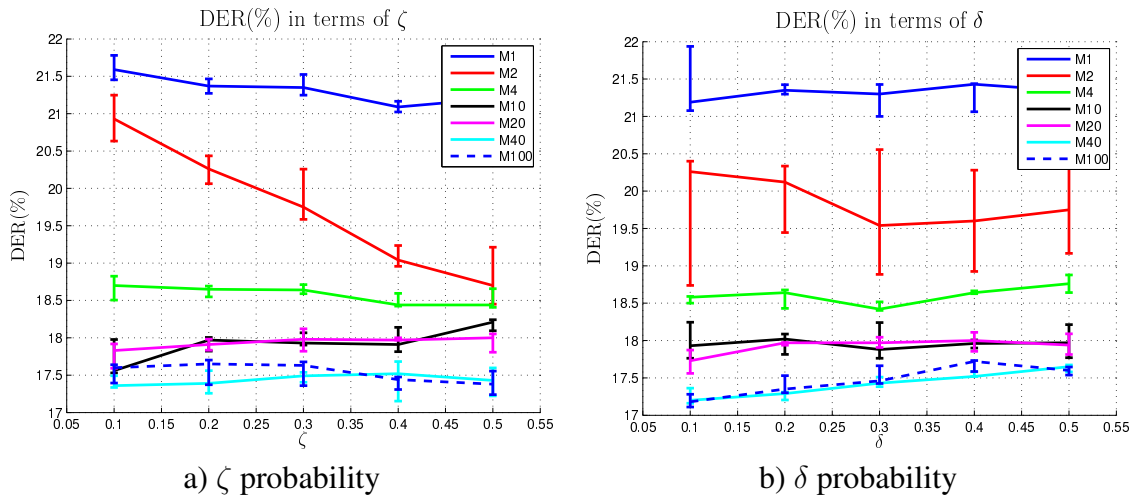 DER(%) in terms of ζ
DER(%)
22
21.5
21
20.5
20
19.5
19
18.5
18
17.5
17
0.05 0.1 0.15 0.2 0.25 0.3 0.35 0.4 0.45 0.5 0.55
ζ
M1
M2
M4
M10
M20
M40
M100
a) ζ probability
DER(%) in terms of δ
DER(%)
22
21.5
21
20.5
20
19.5
19
18.5
18
17.5
17
0.05 0.1 0.15 0.2 0.25 0.3 0.35 0.4 0.45 0.5 0.55
δ
M1
M2
M4
M10
M20
M40
M100
b) δ probability